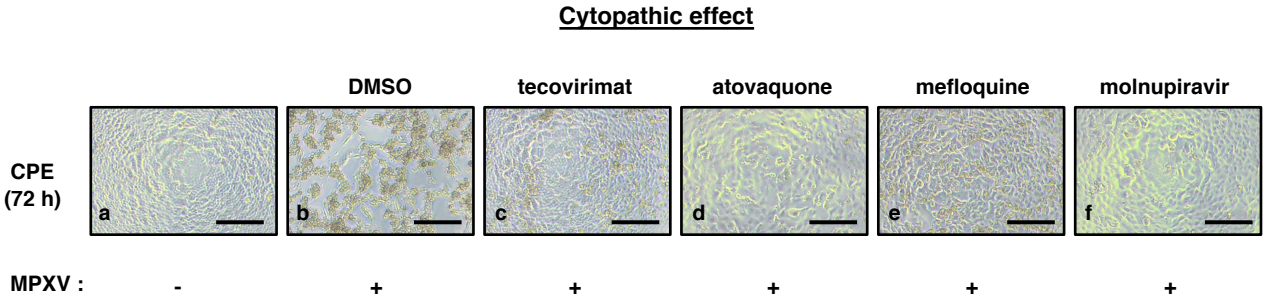 Cytopathic effect
DMSO tecovirimat atovaquone mefloquine molnupiravir
CPE
(72 h)
a b c d e f
MPXV : - + + + + +